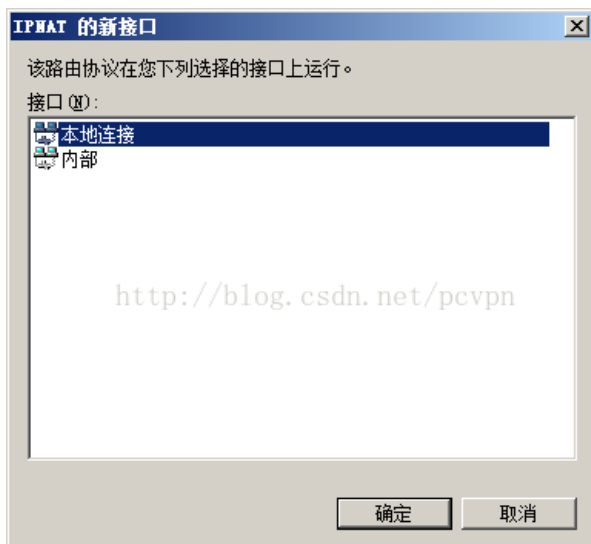 IPNAT 的新接口
该路由协议在您下列选择的接口上运行。
接口(N):
本地连接
内部
http://blog.csdn.net/pcvpn
确定 取消